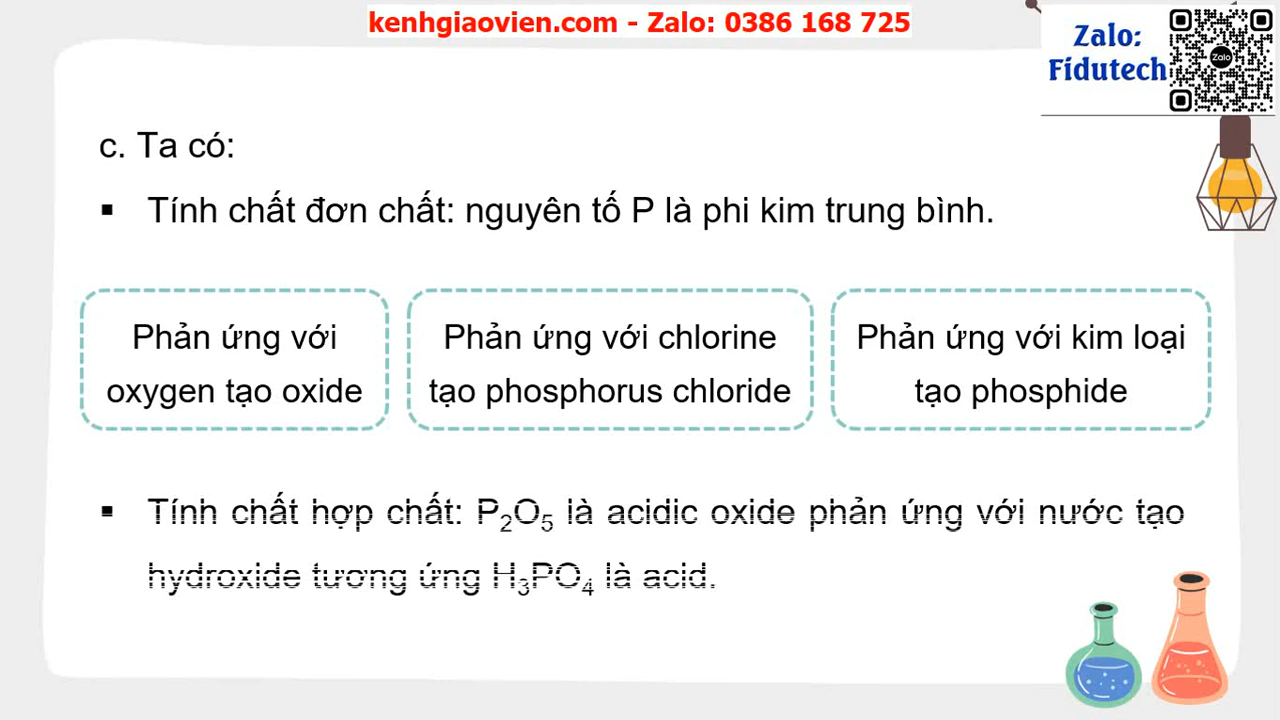 kenhgiaovien.com - Zalo: 0386 168 725
Zalo:
Fidutech
Zalo
c. Ta có:
▪ Tính chất đơn chất: nguyên tố P là phi kim trung bình.
Phản ứng với
oxygen tạo oxide
Phản ứng với chlorine
tạo phosphorus chloride
Phản ứng với kim loại
tạo phosphide
▪ Tính chất hợp chất: P₂O₅ là acidic oxide phản ứng với nước tạo
hydroxide tương ứng H₃PO₄ là acid.